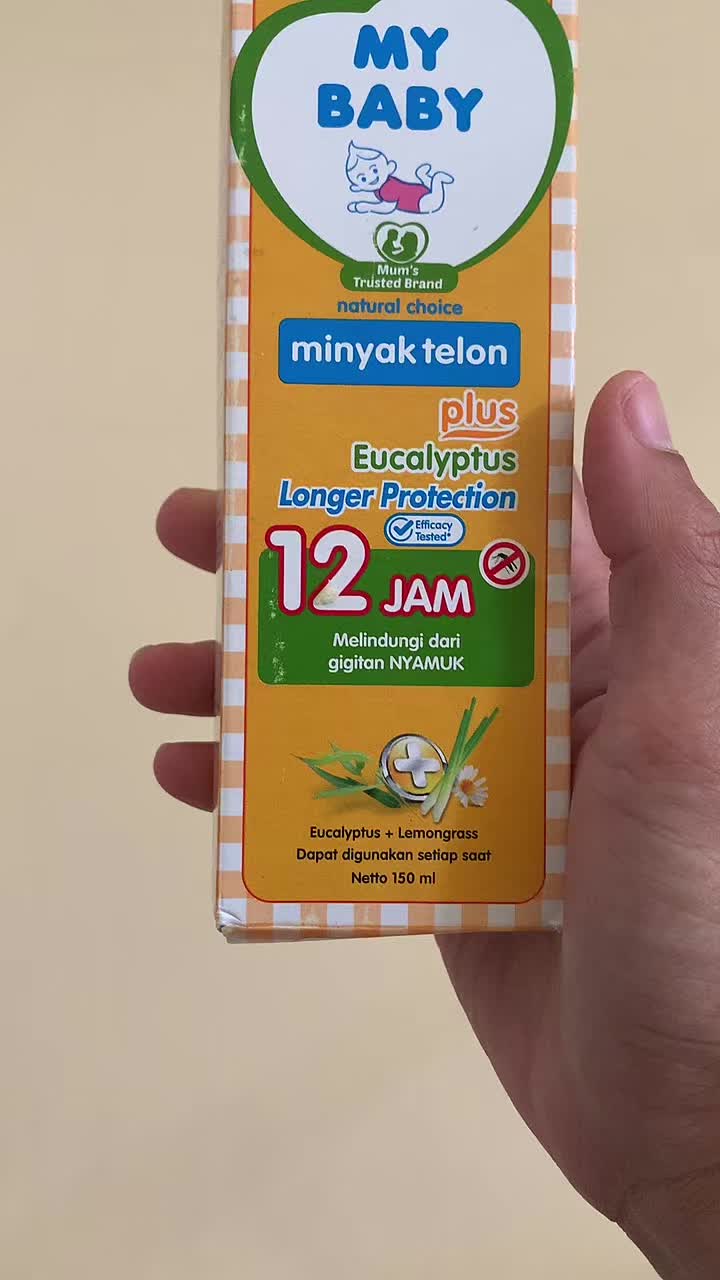 MY
BABY
Mum's
Trusted Brand
natural choice
minyak telon
plus
Eucalyptus
Longer Protection
Efficacy
Tested*
12 JAM
Melindungi dari
gigitan NYAMUK
Eucalyptus + Lemongrass
Dapat digunakan setiap saat
Netto 150 ml